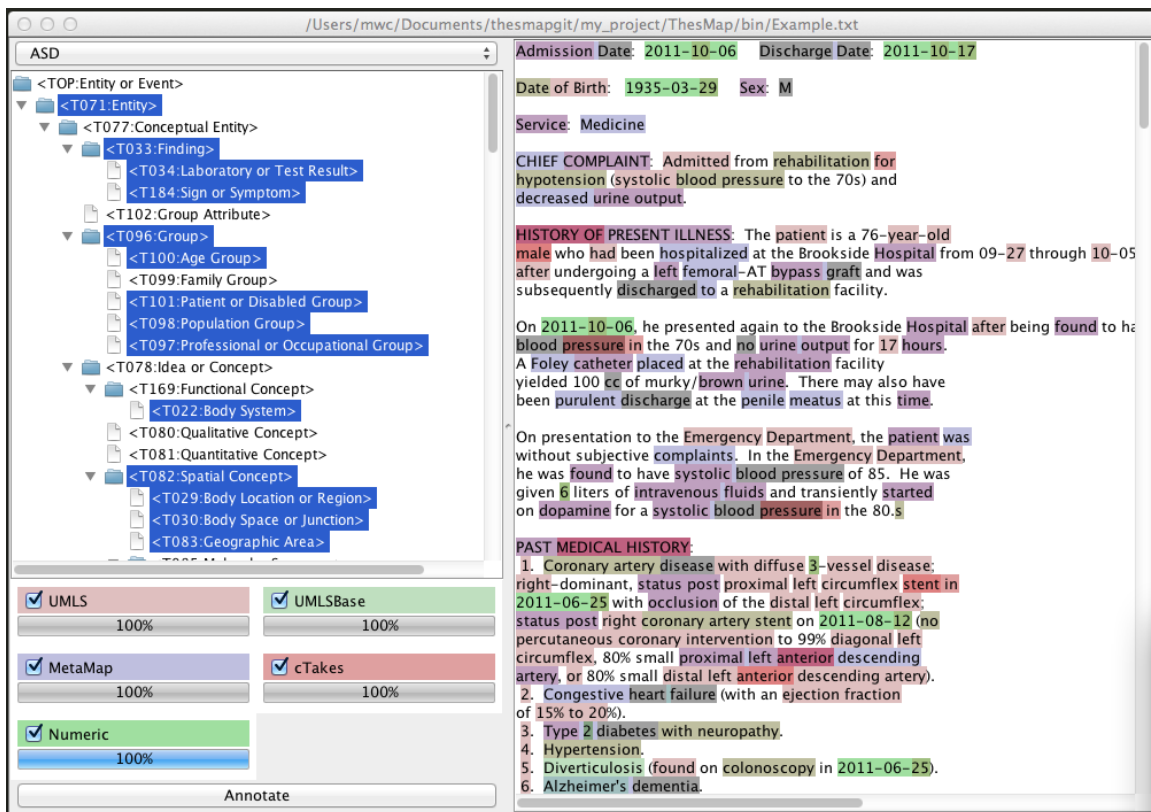 /Users/mwc/Documents/thesmapgit/my_project/ThesMap/bin/Example.txt
ASD
<TOP:Entity or Event>
<T071:Entity>
<T077:Conceptual Entity>
<T033:Finding>
<T034:Laboratory or Test Result>
<T184:Sign or Symptom>
<T102:Group Attribute>
<T096:Group>
<T100:Age Group>
<T099:Family Group>
<T101:Patient or Disabled Group>
<T098:Population Group>
<T097:Professional or Occupational Group>
<T078:Idea or Concept>
<T169:Functional Concept>
<T022:Body System>
<T080:Qualitative Concept>
<T081:Quantitative Concept>
<T082:Spatial Concept>
<T029:Body Location or Region>
<T030:Body Space or Junction>
<T083:Geographic Area>
UMLS
100%
UMLSBase
100%
MetaMap
100%
cTakes
100%
Numeric
100%
Annotate
Admission Date: 2011-10-06 Discharge Date: 2011-10-17
Date of Birth: 1935-03-29 Sex: M
Service: Medicine
CHIEF COMPLAINT: Admitted from rehabilitation for
hypotension (systolic blood pressure to the 70s) and
decreased urine output.
HISTORY OF PRESENT ILLNESS: The patient is a 76-year-old
male who had been hospitalized at the Brookside Hospital from 09-27 through 10-05
after undergoing a left femoral-AT bypass graft and was
subsequently discharged to a rehabilitation facility.
On 2011-10-06, he presented again to the Brookside Hospital after being found to ha
blood pressure in the 70s and no urine output for 17 hours.
A Foley catheter placed at the rehabilitation facility
yielded 100 cc of murky/brown urine. There may also have
been purulent discharge at the penile meatus at this time.
On presentation to the Emergency Department, the patient was
without subjective complaints. In the Emergency Department,
he was found to have systolic blood pressure of 85. He was
given 6 liters of intravenous fluids and transiently started
on dopamine for a systolic blood pressure in the 80.s
PAST MEDICAL HISTORY:
1. Coronary artery disease with diffuse 3-vessel disease;
right-dominant, status post proximal left circumflex stent in
2011-06-25 with occlusion of the distal left circumflex;
status post right coronary artery stent on 2011-08-12 (no
percutaneous coronary intervention to 99% diagonal left
circumflex, 80% small proximal left anterior descending
artery, or 80% small distal left anterior descending artery).
2. Congestive heart failure (with an ejection fraction
of 15% to 20%).
3. Type 2 diabetes with neuropathy.
4. Hypertension.
5. Diverticulosis (found on colonoscopy in 2011-06-25).
6. Alzheimer's dementia.